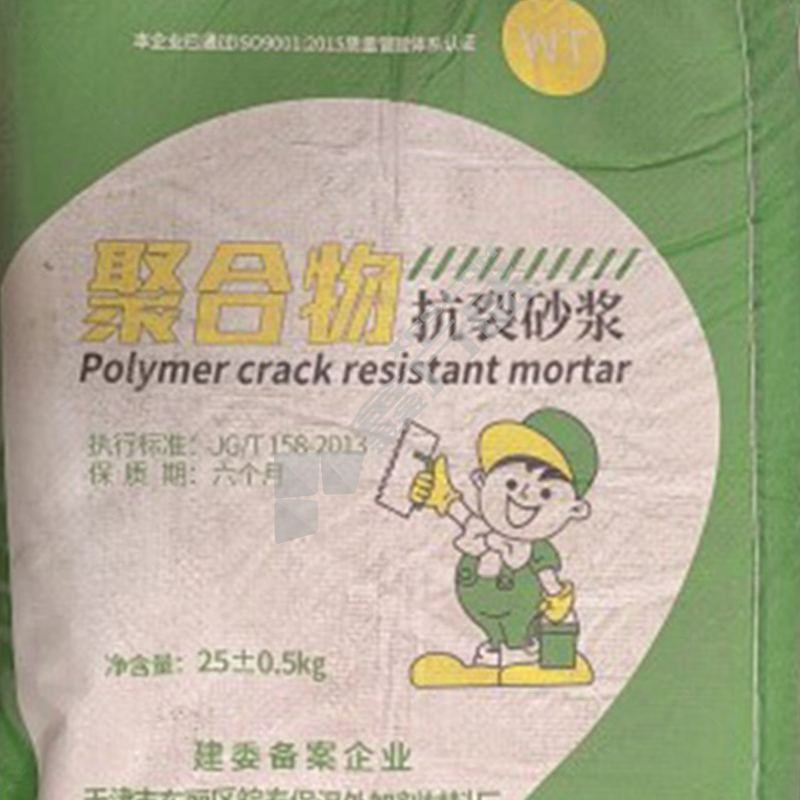 本企业已通过ISO9001:2015质量管理体系认证
WT
聚合物
抗裂砂浆
Polymer crack resistant mortar
执行标准：JG/T 158-2013
保 质 期：六个月
净含量：25±0.5kg
建委备案企业